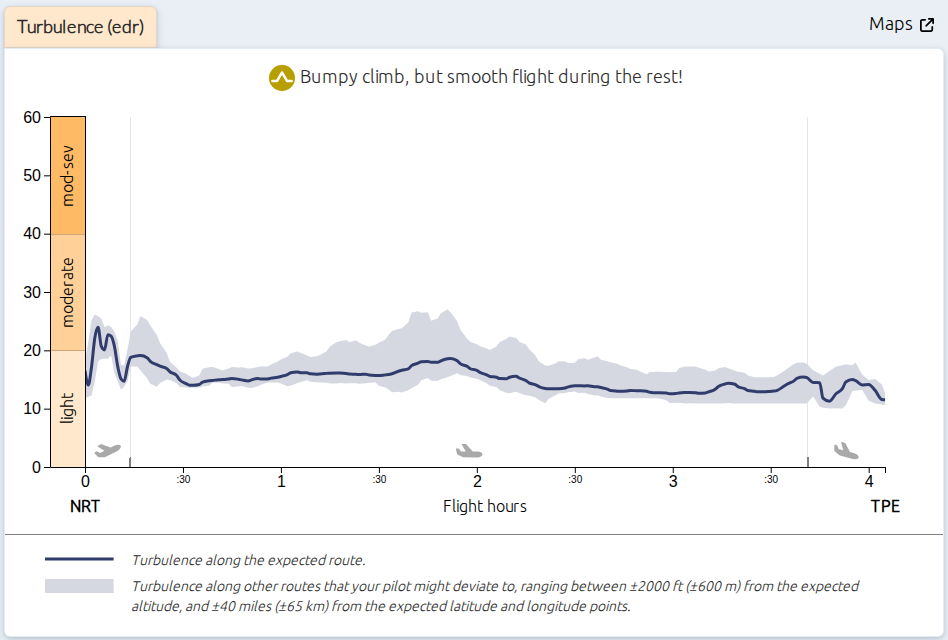 Turbulence (edr)
Maps
Bumpy climb, but smooth flight during the rest!
60
50
40
30
20
10
0
mod-sev
moderate
light
0 :30 1 :30 2 :30 3 :30 4
NRT Flight hours TPE
Turbulence along the expected route.
Turbulence along other routes that your pilot might deviate to, ranging between ±2000 ft (±600 m) from the expected
altitude, and ±40 miles (±65 km) from the expected latitude and longitude points.